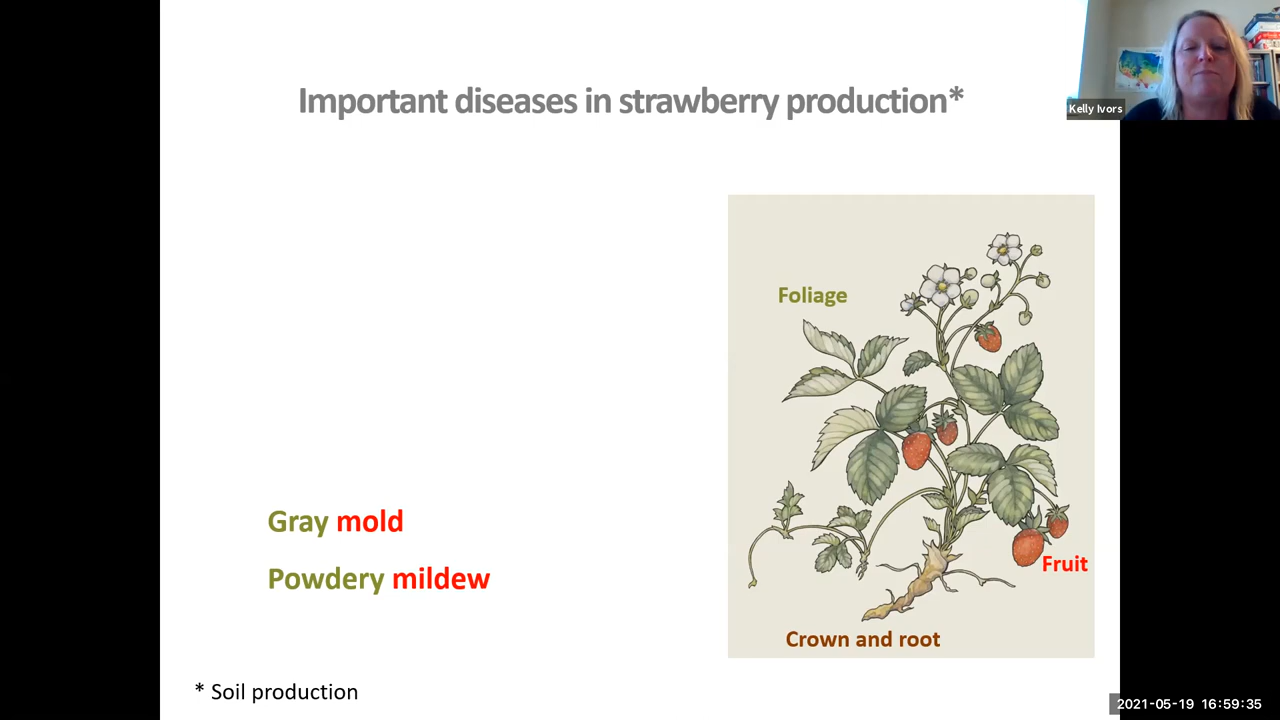 Important diseases in strawberry production*
Kelly Ivors
Foliage
Gray mold
Powdery mildew
Fruit
Crown and root
* Soil production
2021-05-19 16:59:35